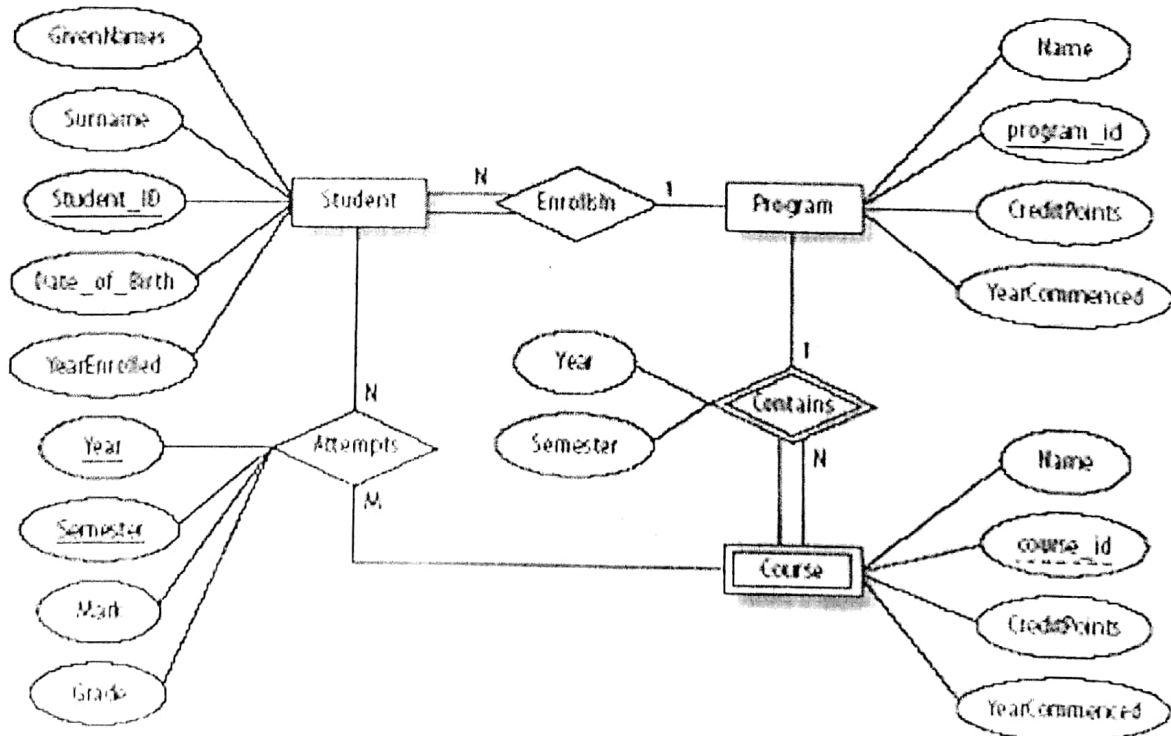 GivenNames
Surname
Student_ID
Date_of_Birth
YearEnrolled
Student
N
EnrollsIn
1
Program
Name
program_id
CreditPoints
YearCommenced
Year
Semester
1
Contains
N
N
Attempts
M
Year
Semester
Mark
Grade
Course
Name
course_id
CreditPoints
YearCommenced